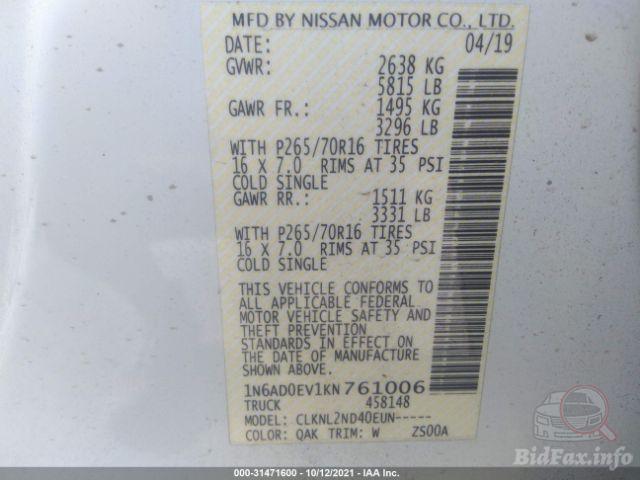 MFD BY NISSAN MOTOR CO., LTD.
DATE: 04/19
GVWR: 2638 KG
5815 LB
GAWR FR.: 1495 KG
3296 LB
WITH P265/70R16 TIRES
16 X 7.0 RIMS AT 35 PSI
COLD SINGLE
GAWR RR.: 1511 KG
3331 LB
WITH P265/70R16 TIRES
16 X 7.0 RIMS AT 35 PSI
COLD SINGLE
THIS VEHICLE CONFORMS TO
ALL APPLICABLE FEDERAL
MOTOR VEHICLE SAFETY AND
THEFT PREVENTION
STANDARDS IN EFFECT ON
THE DATE OF MANUFACTURE
SHOWN ABOVE.
1N6AD0EV1KN761006
TRUCK 458148
MODEL: CLKNL2ND40EUN-----
COLOR: QAK TRIM: W ZS00A
000-31471600 - 10/12/2021 - IAA Inc.
BidFax.info